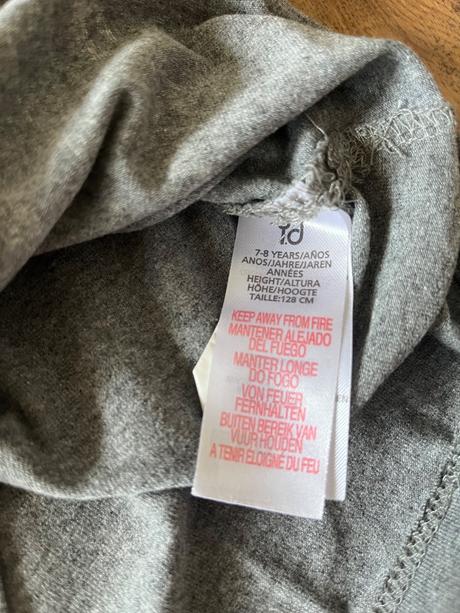 Y.d
7-8 YEARS/AÑOS
ANOS/JAHRE/JAREN
ANNÉES
HEIGHT/ALTURA
HÖHE/HOOGTE
TAILLE:128 CM
KEEP AWAY FROM FIRE
MANTENER ALEJADO
DEL FUEGO
MANTER LONGE
DO FOGO
VON FEUER
FERNHALTEN
BUITEN BEREIK VAN
VUUR HOUDEN
A TENIR ÉLOIGNÉ DU FEU